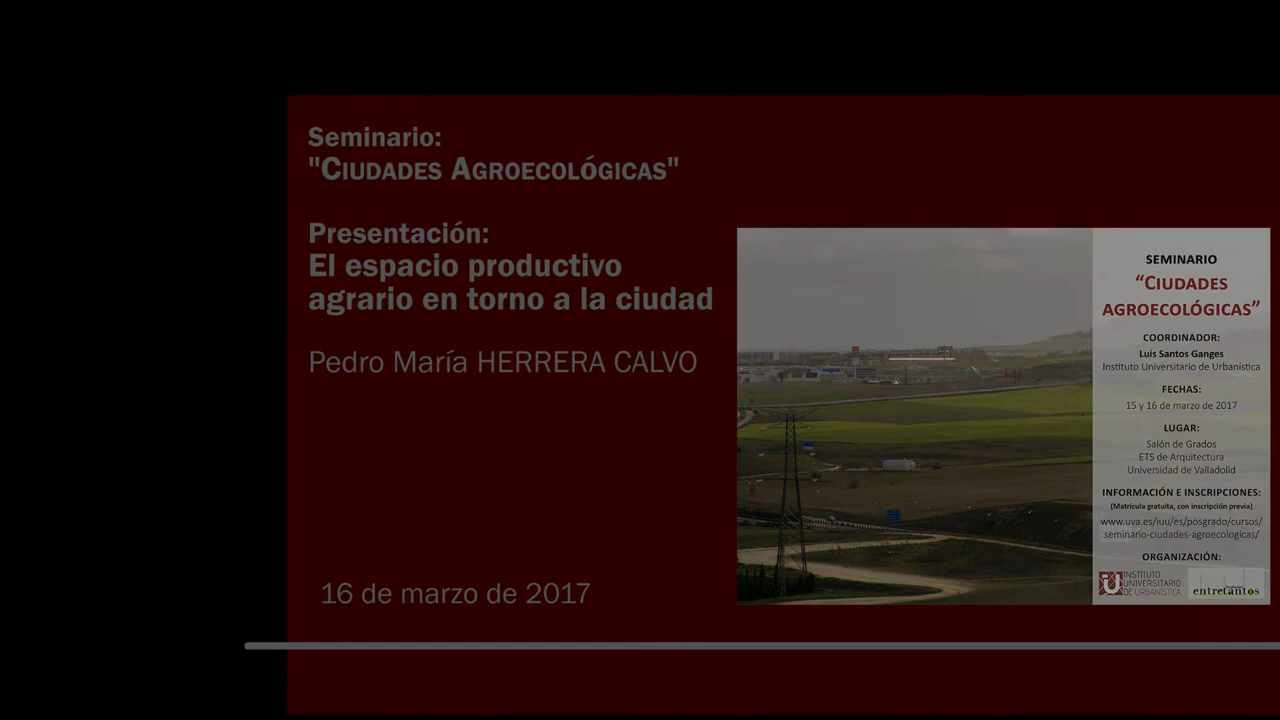 Seminario:
"CIUDADES AGROECOLÓGICAS"
Presentación:
El espacio productivo
agrario en torno a la ciudad
Pedro María HERRERA CALVO
16 de marzo de 2017
SEMINARIO
“CIUDADES
AGROECOLÓGICAS”
COORDINADOR:
Luis Santos Ganges
Instituto Universitario de Urbanística
FECHAS:
15 y 16 de marzo de 2017
LUGAR:
Salón de Grados
ETS de Arquitectura
Universidad de Valladolid
INFORMACIÓN E INSCRIPCIONES:
(Matrícula gratuita, con inscripción previa)
www.uva.es/iuu/es/posgrado/cursos/
seminario-ciudades-agroecologicas/
ORGANIZACIÓN:
INSTITUTO
UNIVERSITARIO
DE URBANÍSTICA
entretantos